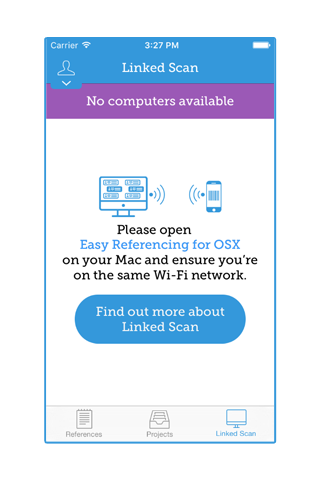 Carrier 3:27 PM
Linked Scan
No computers available
Please open
Easy Referencing for OSX
on your Mac and ensure you're
on the same Wi-Fi network.
Find out more about
Linked Scan
References Projects Linked Scan